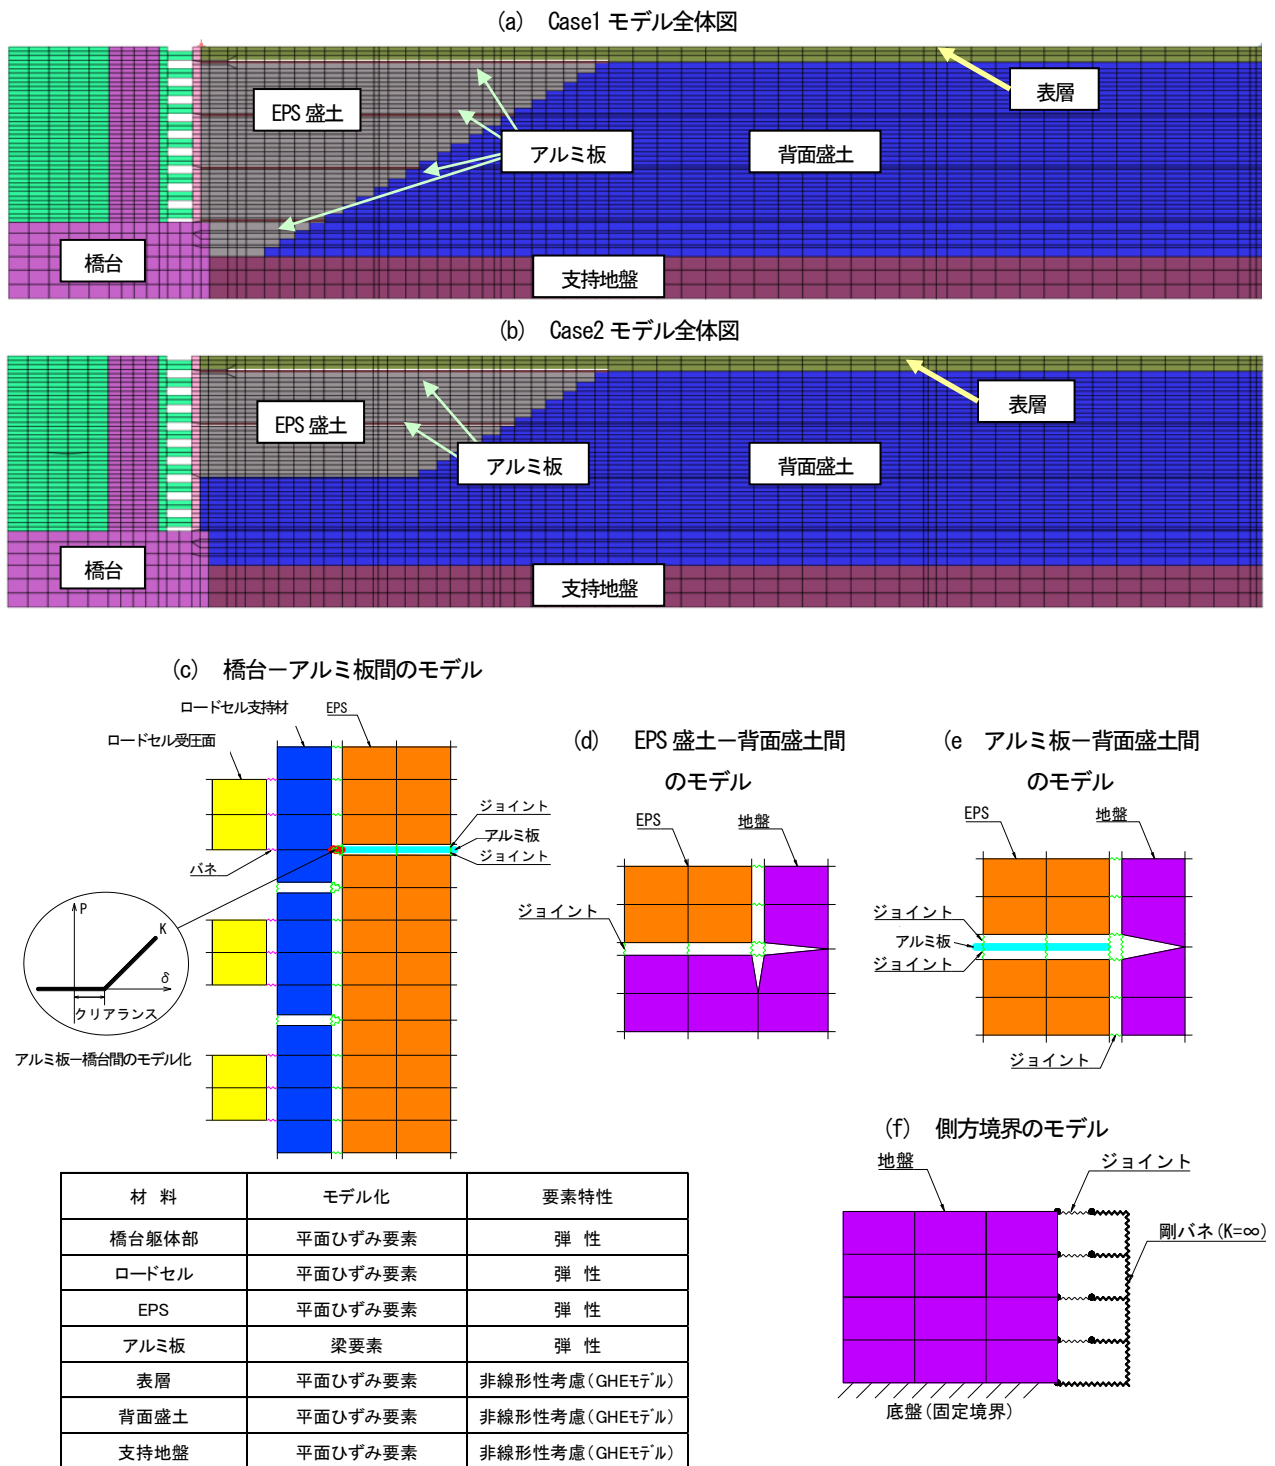 (a) Case1 モデル全体図
表層
EPS 盛土
アルミ板
背面盛土
橋台
支持地盤
(b) Case2 モデル全体図
表層
EPS 盛土
アルミ板
背面盛土
橋台
支持地盤
(c) 橋台－アルミ板間のモデル
ロードセル支持材
EPS
ロードセル受圧面
ジョイント
アルミ板
ジョイント
バネ
P
K
δ
クリアランス
アルミ板－橋台間のモデル化
(d) EPS 盛土－背面盛土間
のモデル
EPS
地盤
ジョイント
(e アルミ板－背面盛土間
のモデル
EPS
地盤
ジョイント
アルミ板
ジョイント
ジョイント
(f) 側方境界のモデル
地盤
ジョイント
剛バネ(K=∞)
底盤(固定境界)
材 料 モデル化 要素特性
橋台躯体部 平面ひずみ要素 弾 性
ロードセル 平面ひずみ要素 弾 性
EPS 平面ひずみ要素 弾 性
アルミ板 梁要素 弾 性
表層 平面ひずみ要素 非線形性考慮(GHEﾓﾃﾞﾙ)
背面盛土 平面ひずみ要素 非線形性考慮(GHEﾓﾃﾞﾙ)
支持地盤 平面ひずみ要素 非線形性考慮(GHEﾓﾃﾞﾙ)